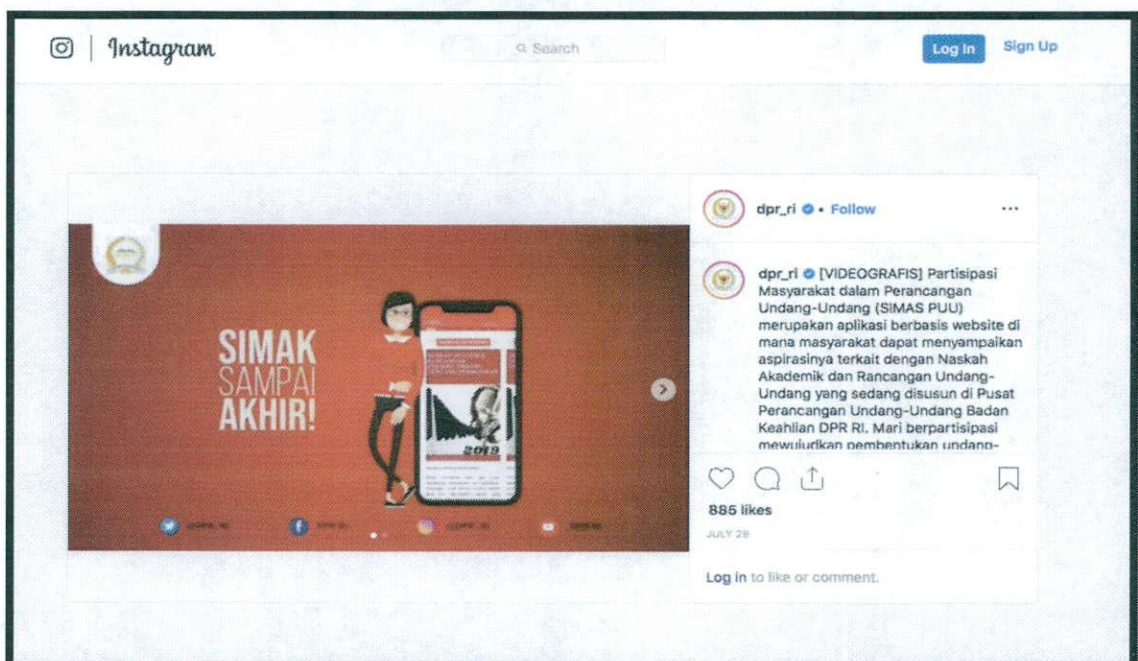 Instagram
Search
Log In
Sign Up
SIMAK
SAMPAI
AKHIR!
2019
dpr_ri • Follow
dpr_ri [VIDEOGRAFIS] Partisipasi
Masyarakat dalam Perancangan
Undang-Undang (SIMAS PUU)
merupakan aplikasi berbasis website di
mana masyarakat dapat menyampaikan
aspirasinya terkait dengan Naskah
Akademik dan Rancangan Undang-
Undang yang sedang disusun di Pusat
Perancangan Undang-Undang Badan
Keahlian DPR RI. Mari berpartisipasi
mewujudkan pembentukan undang-
885 likes
Log in to like or comment.